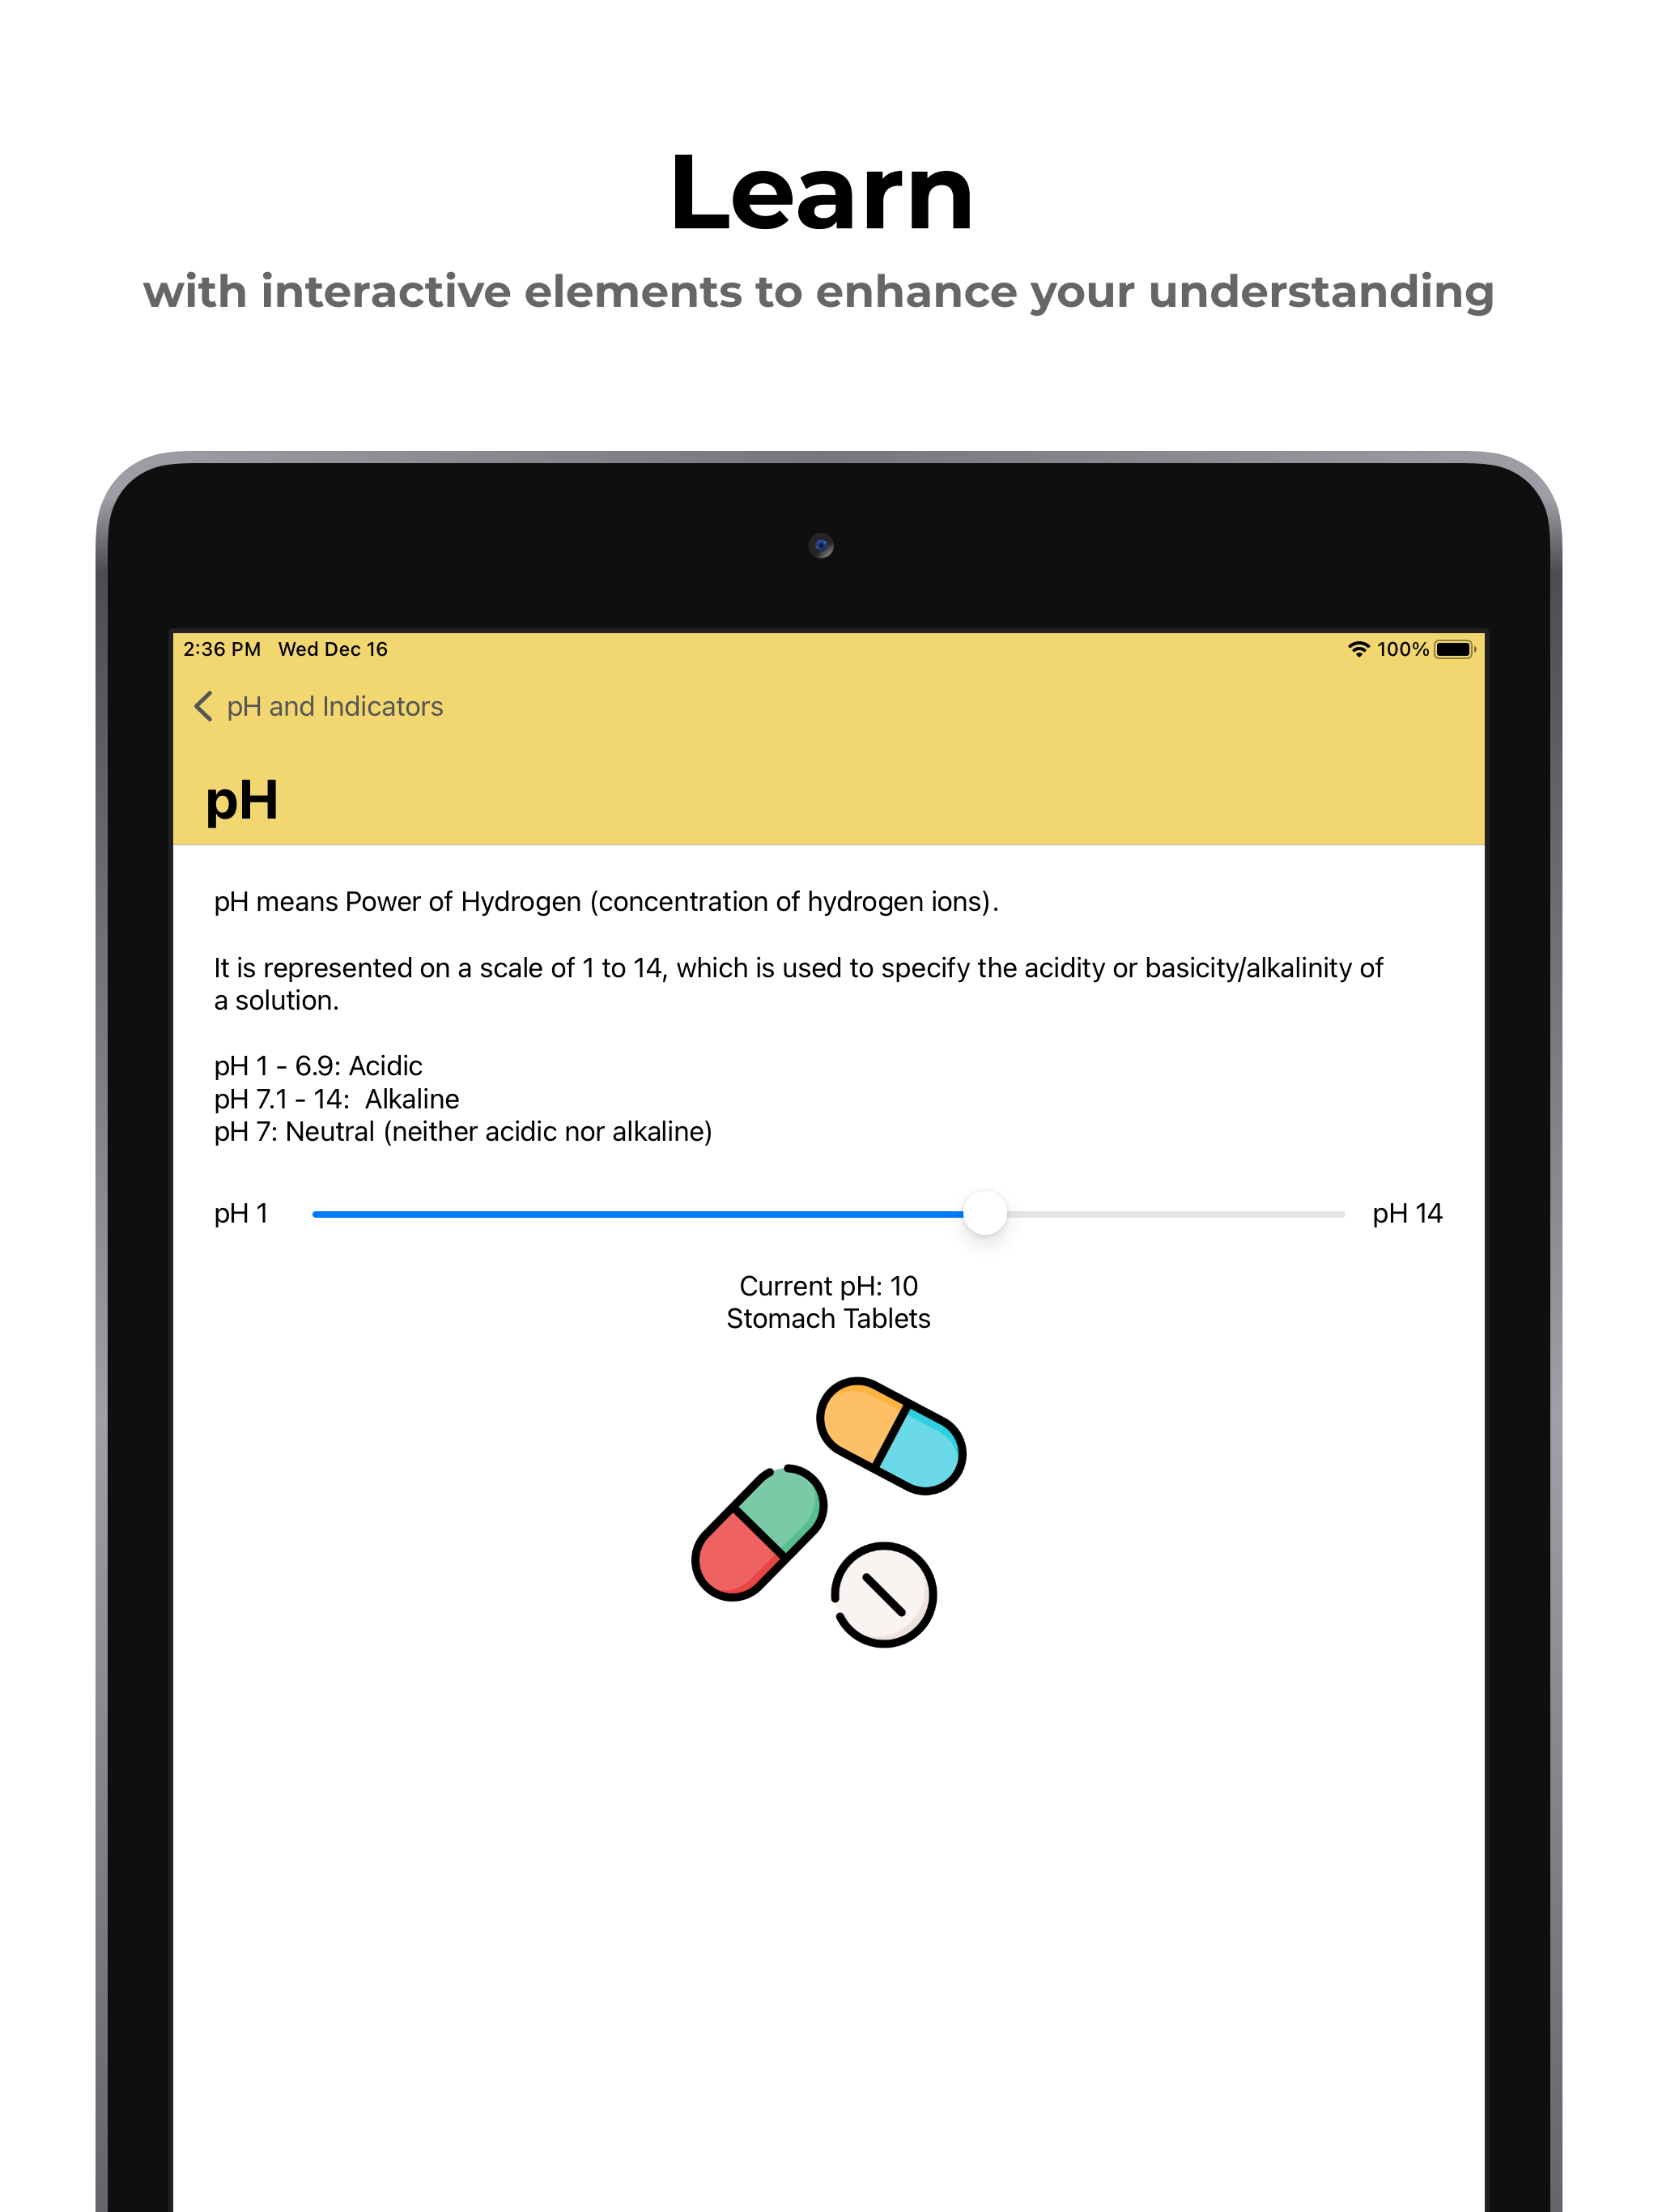 Learn
with interactive elements to enhance your understanding
2:36 PM Wed Dec 16
100%
pH and Indicators
pH
pH means Power of Hydrogen (concentration of hydrogen ions).
It is represented on a scale of 1 to 14, which is used to specify the acidity or basicity/alkalinity of
a solution.
pH 1 - 6.9: Acidic
pH 7.1 - 14:  Alkaline
pH 7: Neutral (neither acidic nor alkaline)
pH 1
pH 14
Current pH: 10
Stomach Tablets